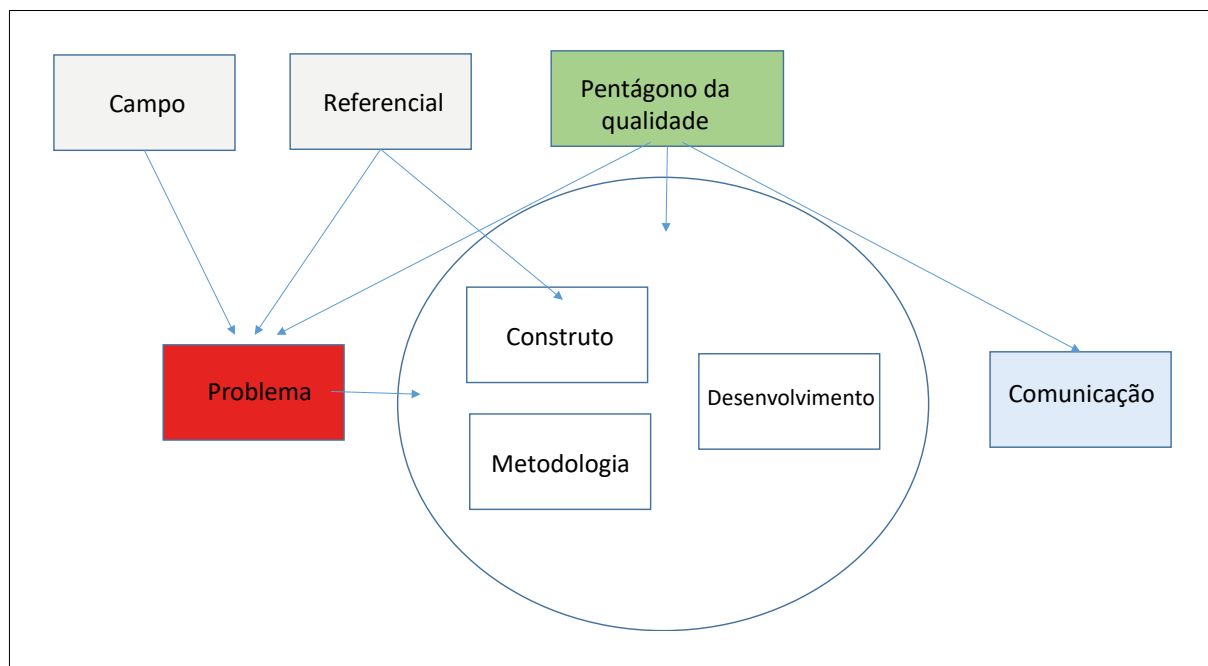 Campo
Referencial
Pentágono da
qualidade
Construto
Problema
Desenvolvimento
Comunicação
Metodologia